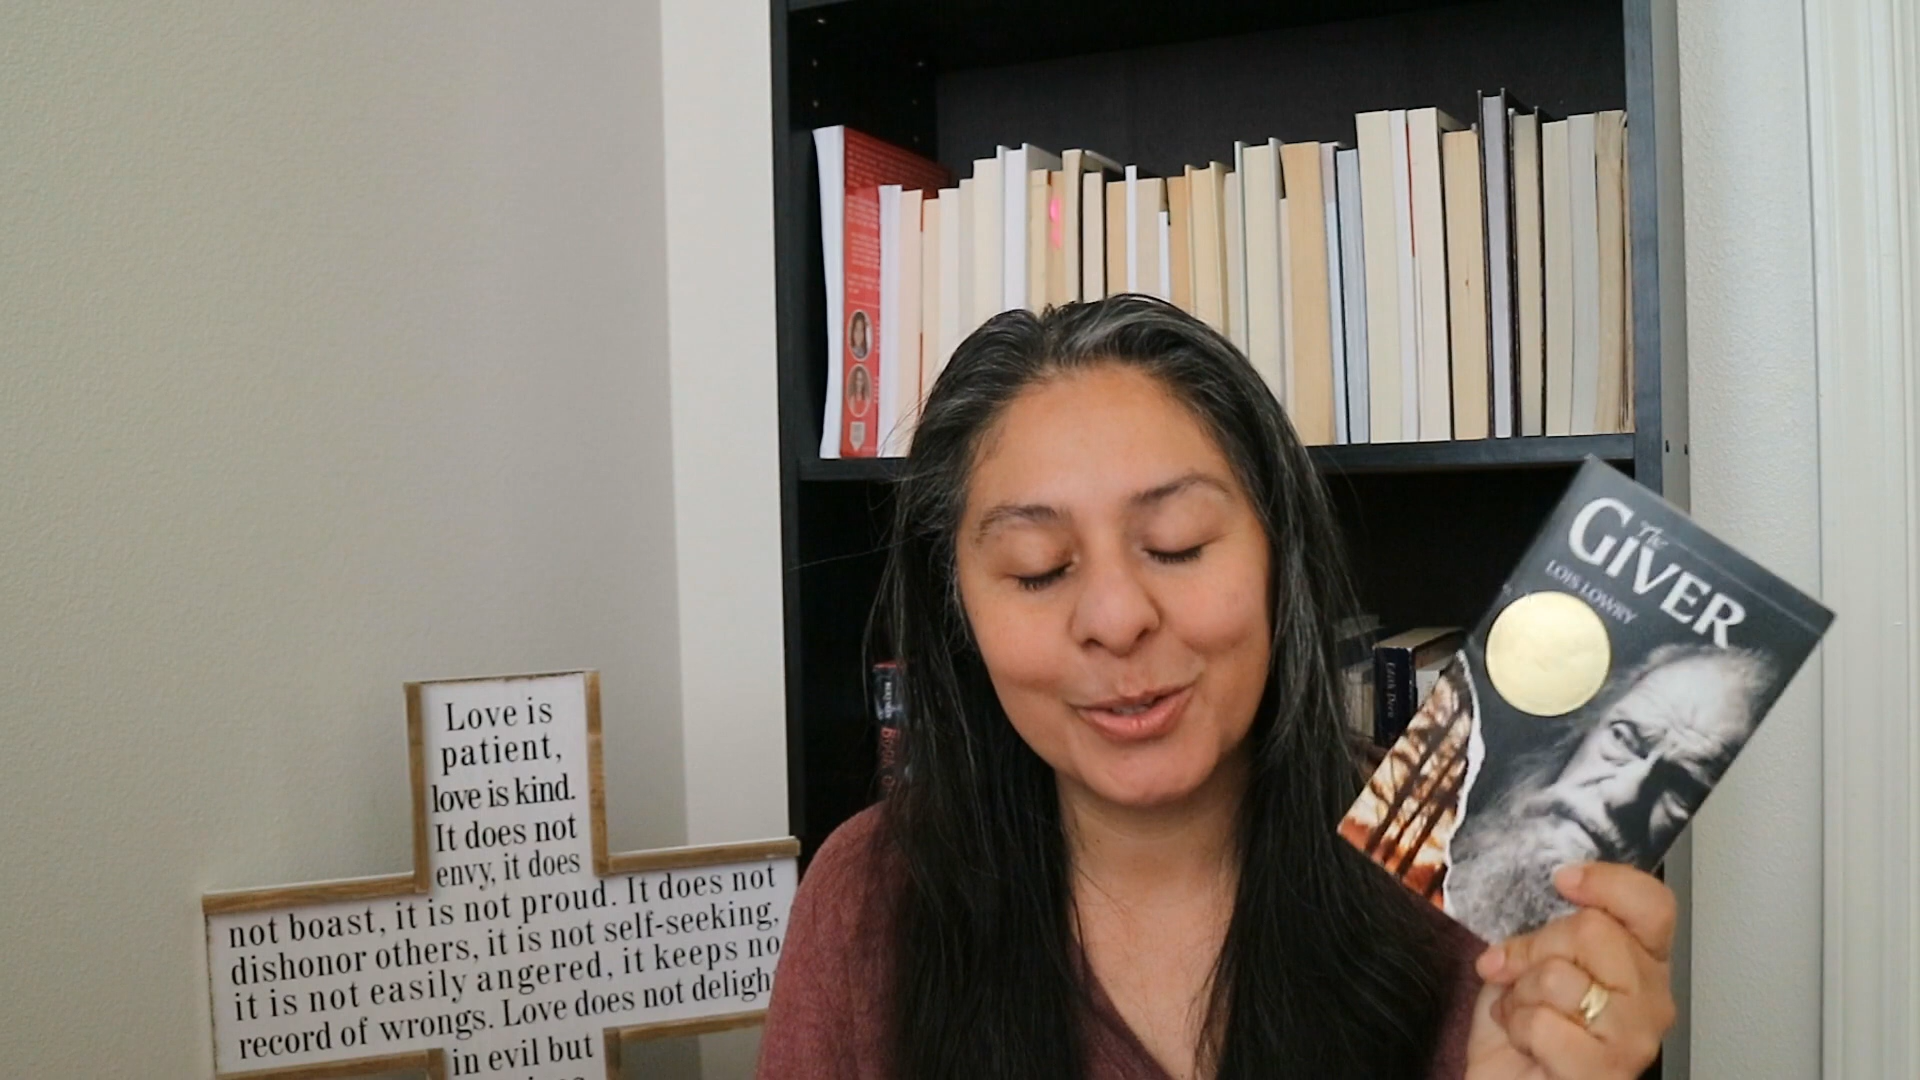 Love is
patient,
love is kind.
It does not
envy, it does
not boast, it is not proud. It does not
dishonor others, it is not self-seeking,
it is not easily angered, it keeps no
record of wrongs. Love does not deligh
in evil but
The
GIVER
LOIS LOWRY